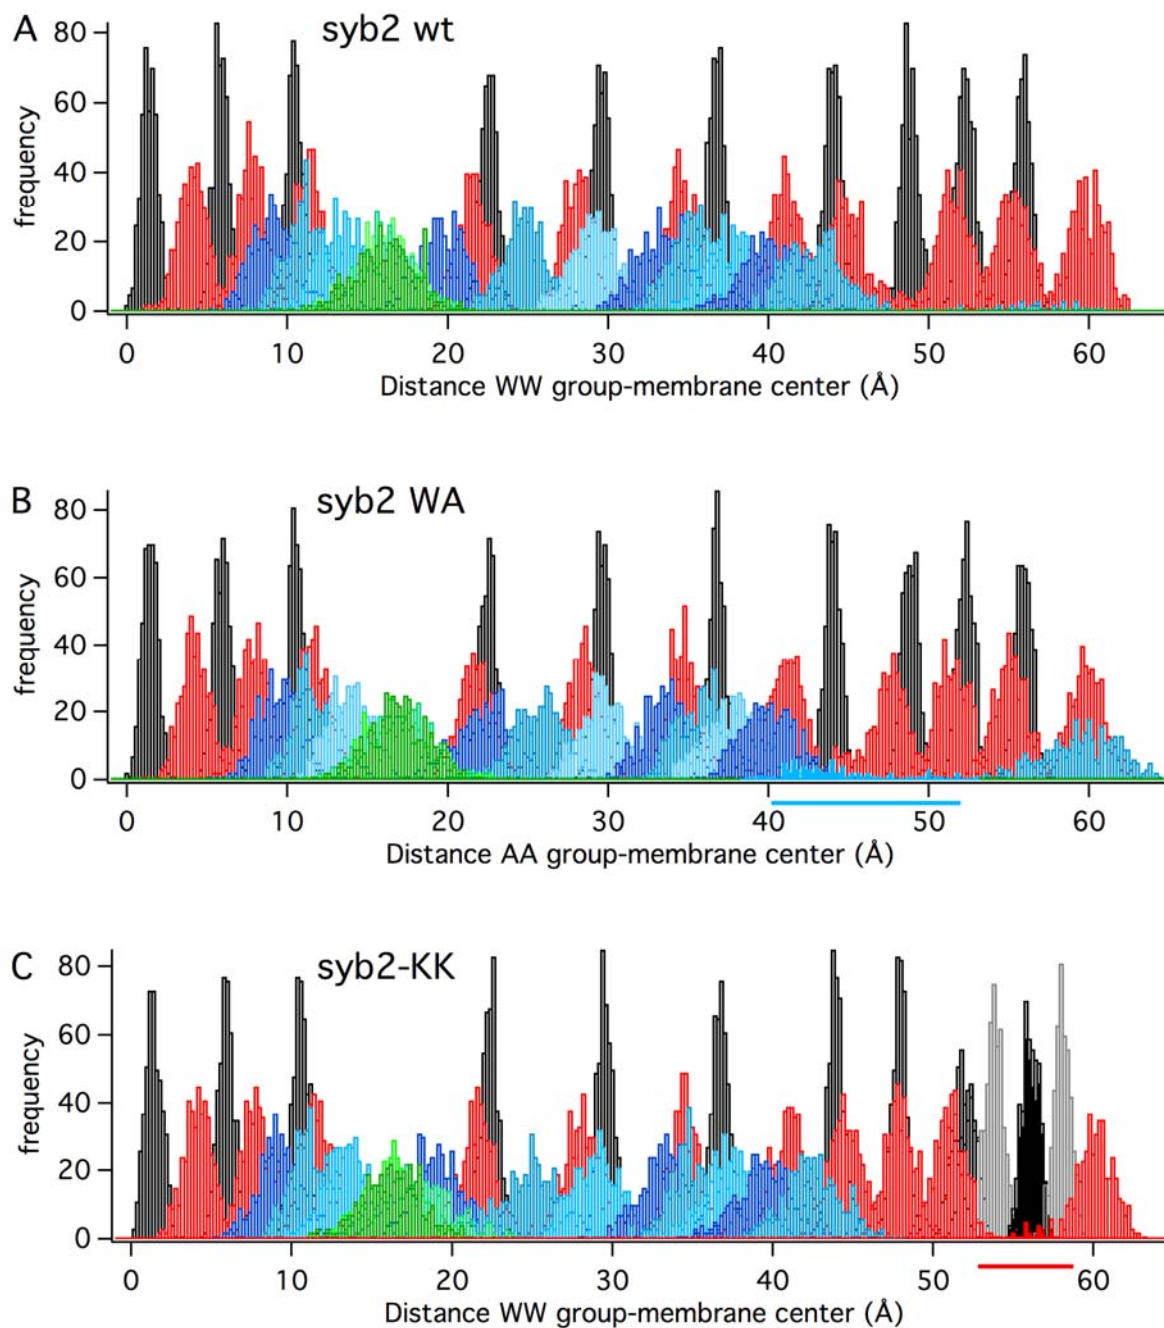 A
syb2 wt
frequency
80
60
40
20
0
0 10 20 30 40 50 60
Distance WW group-membrane center (Å)
B
syb2 WA
frequency
80
60
40
20
0
0 10 20 30 40 50 60
Distance AA group-membrane center (Å)
C
syb2-KK
frequency
80
60
40
20
0
0 10 20 30 40 50 60
Distance WW group-membrane center (Å)